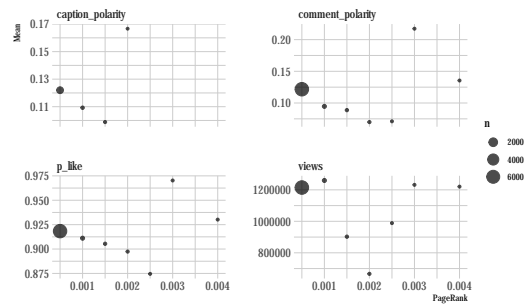 caption_polarity
comment_polarity
Mean
0.17
0.15
0.13
0.11
0.20
0.15
0.10
n
2000
4000
6000
p_like
views
0.975
0.950
0.925
0.900
0.875
1200000
1000000
800000
0.001 0.002 0.003 0.004
0.001 0.002 0.003 0.004
PageRank